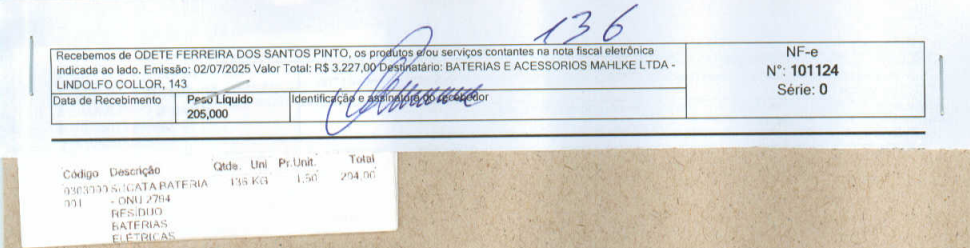 136
Recebemos de ODETE FERREIRA DOS SANTOS PINTO, os produtos e/ou serviços contantes na nota fiscal eletrônica
indicada ao lado. Emissão: 02/07/2025 Valor Total: R$ 3.227,00 Destinatário: BATERIAS E ACESSORIOS MAHLKE LTDA -
LINDOLFO COLLOR, 143
NF-e
N°: 101124
Série: 0
Data de Recebimento
Peso Líquido
205,000
Identificação e assinatura do recebedor
Código Descrição Qtde. Uni Pr.Unit. Total
SUCATA BATERIA 136 KG 1,50 204,00
001 - ONU 2794
RESIDUO
BATERIAS
ELETRICAS